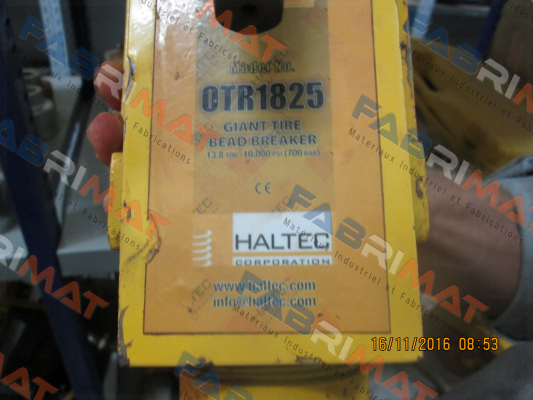 Model No.
OTR1825
GIANT TIRE
BEAD BREAKER
13.8 TON - 10,000 PSI (700 BAR)
CE
HALTEC
CORPORATION
www.haltec.com
info@haltec.com
16/11/2016 08:53
FABRIMAT
Materiaux Industriel et Fabrications